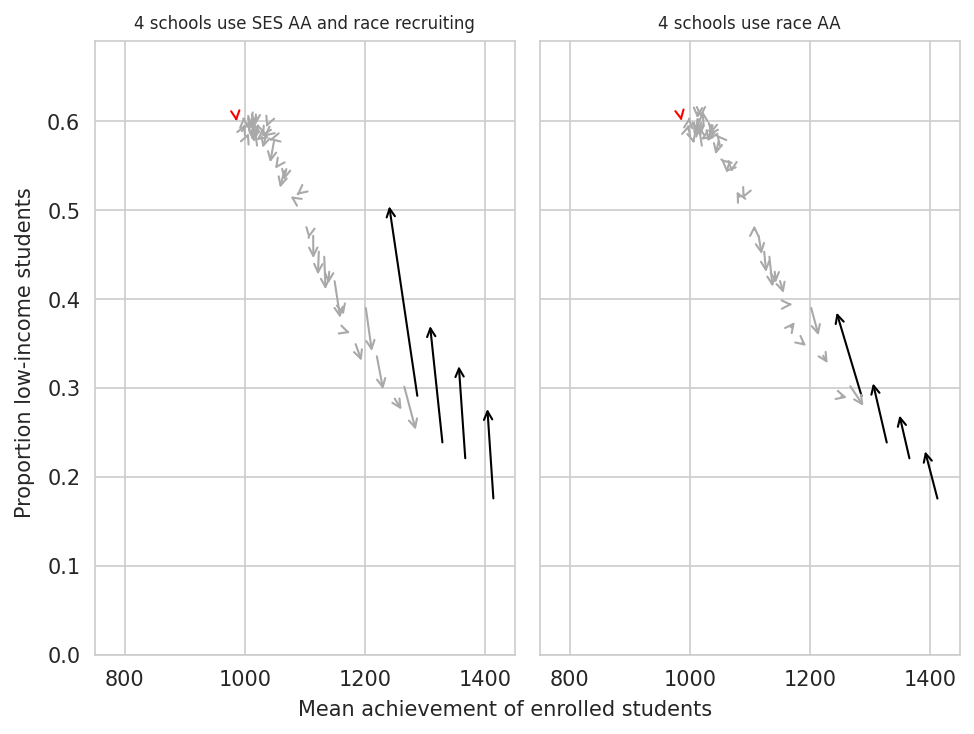 4 schools use SES AA and race recruiting
4 schools use race AA
Proportion low-income students
0.6
0.5
0.4
0.3
0.2
0.1
0.0
800 1000 1200 1400
800 1000 1200 1400
Mean achievement of enrolled students